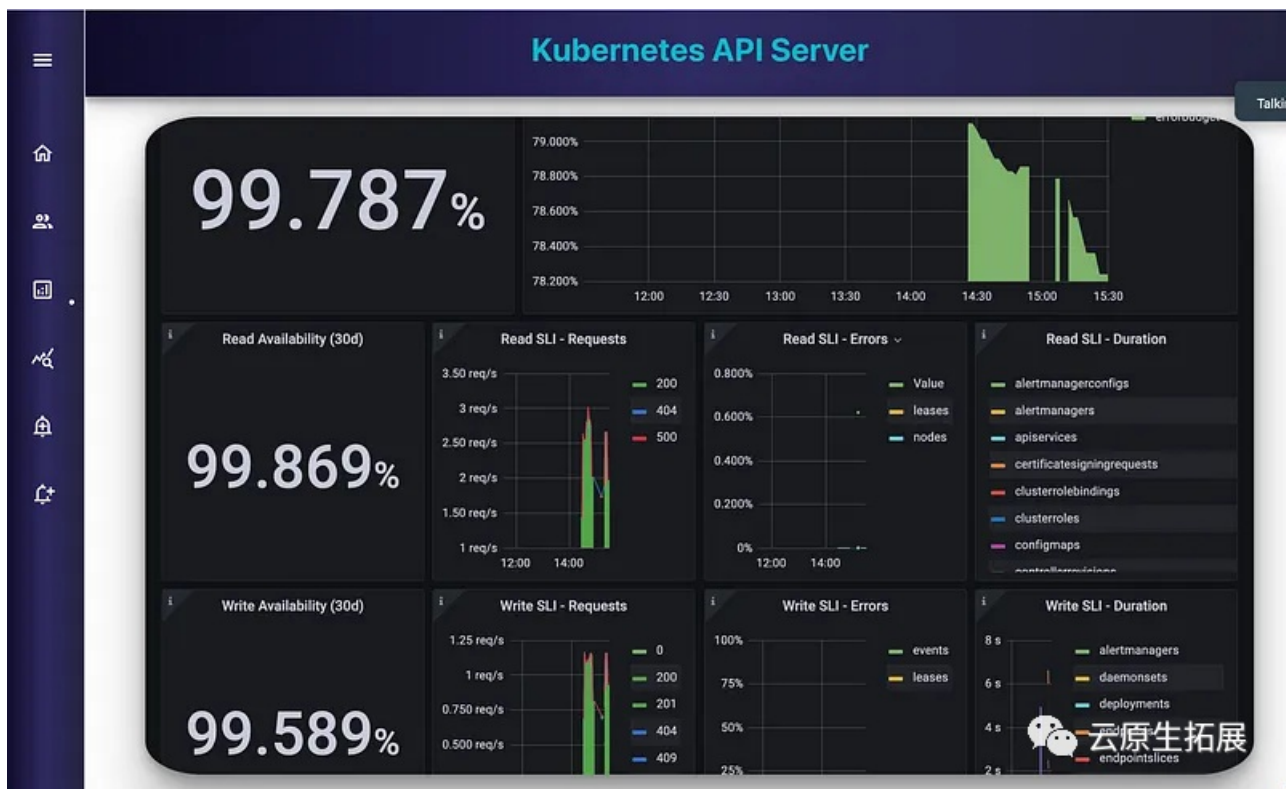 Kubernetes API Server
Talki
99.787%
79.000%
78.800%
78.600%
78.400%
78.200%
12:00 12:30 13:00 13:30 14:00 14:30 15:00 15:30
errorbudget
Read Availability (30d)
99.869%
Read SLI - Requests
3.50 req/s
3 req/s
2.50 req/s
2 req/s
1.50 req/s
1 req/s
12:00 14:00
200
404
500
Read SLI - Errors
0.800%
0.600%
0.400%
0.200%
0%
12:00 14:00
Value
leases
nodes
Read SLI - Duration
alertmanagerconfigs
alertmanagers
apiservices
certificatesigningrequests
clusterrolebindings
clusterroles
configmaps
controllerrevisions
Write Availability (30d)
99.589%
Write SLI - Requests
1.25 req/s
1 req/s
0.750 req/s
0.500 req/s
0
200
201
404
409
Write SLI - Errors
100%
75%
50%
25%
events
leases
Write SLI - Duration
8 s
6 s
4 s
2 s
alertmanagers
daemonsets
deployments
endpointslices
云原生拓展